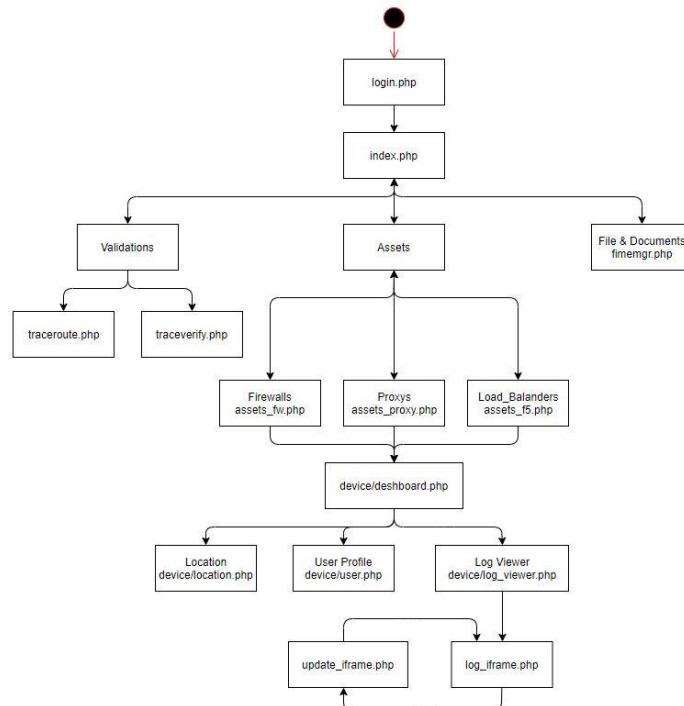 login.php
index.php
Validations
Assets
File & Documents
fimemgr.php
traceroute.php
traceverify.php
Firewalls
assets_fw.php
Proxys
assets_proxy.php
Load_Balanders
assets_f5.php
device/deshboard.php
Location
device/location.php
User Profile
device/user.php
Log Viewer
device/log_viewer.php
update_iframe.php
log_iframe.php